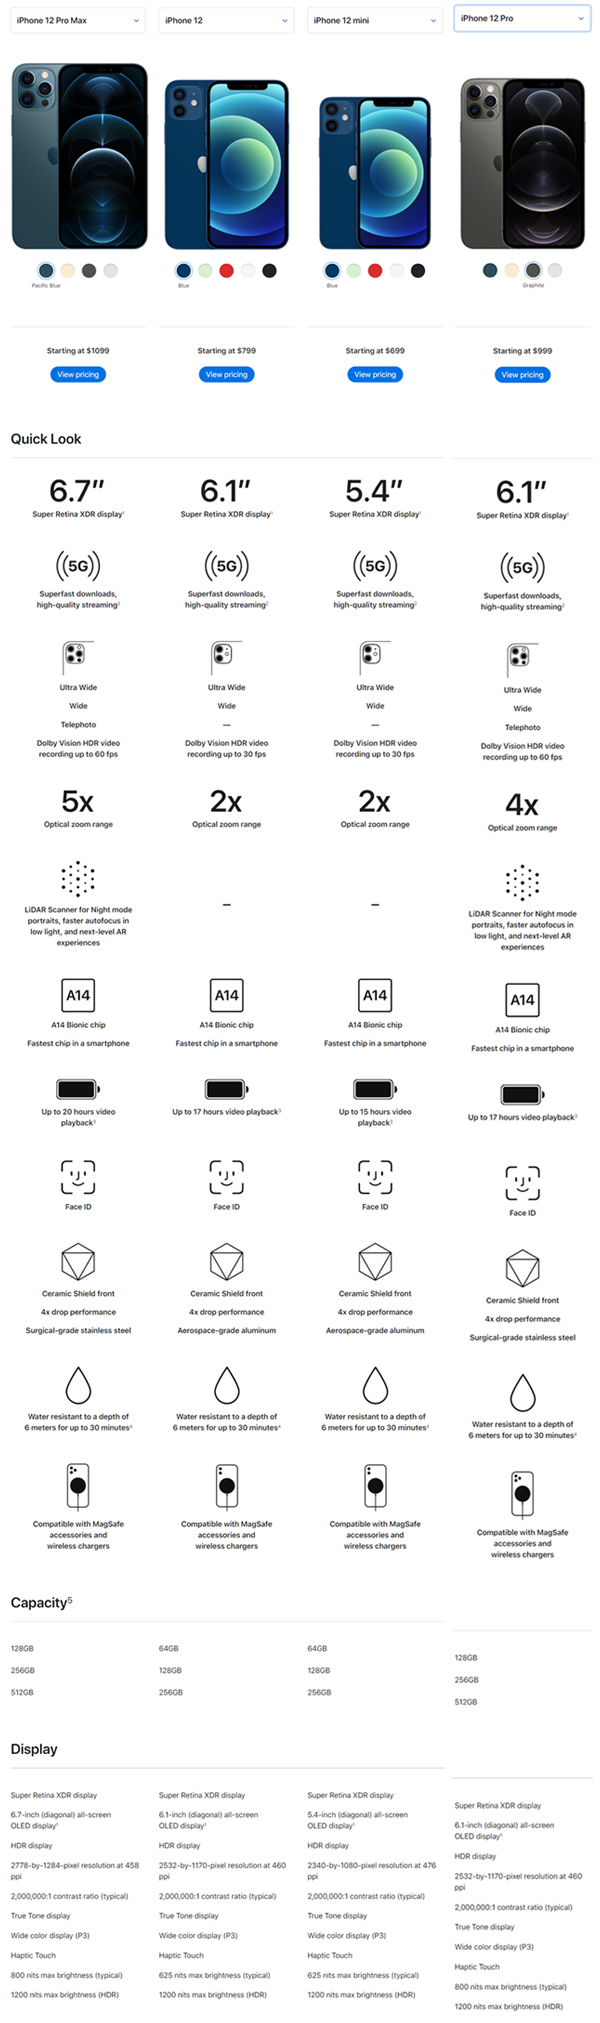 iPhone 12 Pro Max
iPhone 12
iPhone 12 mini
iPhone 12 Pro
Pacific Blue
Blue
Blue
Graphite
Starting at $1099
Starting at $799
Starting at $699
Starting at $999
View pricing
View pricing
View pricing
View pricing
Quick Look
6.7″
6.1″
5.4″
6.1″
Super Retina XDR display¹
Super Retina XDR display¹
Super Retina XDR display¹
Super Retina XDR display¹
5G
5G
5G
5G
Superfast downloads,
high-quality streaming²
Superfast downloads,
high-quality streaming²
Superfast downloads,
high-quality streaming²
Superfast downloads,
high-quality streaming²
Ultra Wide
Ultra Wide
Ultra Wide
Ultra Wide
Wide
Wide
Wide
Wide
Telephoto
—
—
Telephoto
Dolby Vision HDR video
recording up to 60 fps
Dolby Vision HDR video
recording up to 30 fps
Dolby Vision HDR video
recording up to 30 fps
Dolby Vision HDR video
recording up to 60 fps
5x
2x
2x
4x
Optical zoom range
Optical zoom range
Optical zoom range
Optical zoom range
LiDAR Scanner for Night mode
portraits, faster autofocus in
low light, and next-level AR
experiences
—
—
LiDAR Scanner for Night mode
portraits, faster autofocus in
low light, and next-level AR
experiences
A14
A14
A14
A14
A14 Bionic chip
A14 Bionic chip
A14 Bionic chip
A14 Bionic chip
Fastest chip in a smartphone
Fastest chip in a smartphone
Fastest chip in a smartphone
Fastest chip in a smartphone
Up to 20 hours video
playback³
Up to 17 hours video playback³
Up to 15 hours video
playback³
Up to 17 hours video playback³
Face ID
Face ID
Face ID
Face ID
Ceramic Shield front
Ceramic Shield front
Ceramic Shield front
Ceramic Shield front
4x drop performance
4x drop performance
4x drop performance
4x drop performance
Surgical-grade stainless steel
Aerospace-grade aluminum
Aerospace-grade aluminum
Surgical-grade stainless steel
Water resistant to a depth of
6 meters for up to 30 minutes⁴
Water resistant to a depth of
6 meters for up to 30 minutes⁴
Water resistant to a depth of
6 meters for up to 30 minutes⁴
Water resistant to a depth of
6 meters for up to 30 minutes⁴
Compatible with MagSafe
accessories and
wireless chargers
Compatible with MagSafe
accessories and
wireless chargers
Compatible with MagSafe
accessories and
wireless chargers
Compatible with MagSafe
accessories and
wireless chargers
Capacity⁵
128GB
256GB
512GB
64GB
128GB
256GB
64GB
128GB
256GB
128GB
256GB
512GB
Display
Super Retina XDR display
6.7-inch (diagonal) all-screen
OLED display¹
HDR display
2778-by-1284-pixel resolution at 458
ppi
2,000,000:1 contrast ratio (typical)
True Tone display
Wide color display (P3)
Haptic Touch
800 nits max brightness (typical)
1200 nits max brightness (HDR)
Super Retina XDR display
6.1-inch (diagonal) all-screen
OLED display¹
HDR display
2532-by-1170-pixel resolution at 460
ppi
2,000,000:1 contrast ratio (typical)
True Tone display
Wide color display (P3)
Haptic Touch
625 nits max brightness (typical)
1200 nits max brightness (HDR)
Super Retina XDR display
5.4-inch (diagonal) all-screen
OLED display¹
HDR display
2340-by-1080-pixel resolution at 476
ppi
2,000,000:1 contrast ratio (typical)
True Tone display
Wide color display (P3)
Haptic Touch
625 nits max brightness (typical)
1200 nits max brightness (HDR)
Super Retina XDR display
6.1-inch (diagonal) all-screen
OLED display¹
HDR display
2532-by-1170-pixel resolution at 460
ppi
2,000,000:1 contrast ratio (typical)
True Tone display
Wide color display (P3)
Haptic Touch
800 nits max brightness (typical)
1200 nits max brightness (HDR)